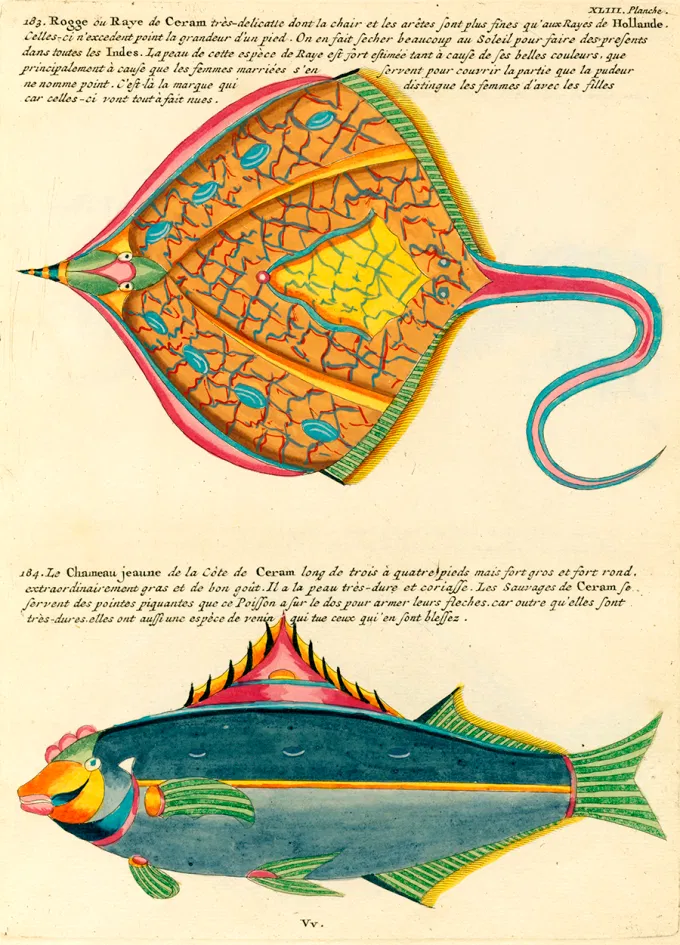 XLIII. Planche.
183. Rogge ou Raye de Ceram très-delicatte dont la chair et les arêtes ſont plus fines qu'aux Rayes de Hollande.
Celles-ci n'excedent point la grandeur d'un pied. On en fait ſecher beaucoup au Soleil pour faire des preſents
dans toutes les Indes. La peau de cette eſpèce de Raye eſt fort eſtimée tant à cauſe de ſes belles couleurs, que
principalement à cauſe que les femmes marriées s'en ſervent pour couvrir la partie que la pudeur
ne nomme point. C'eſt-là la marque qui diſtingue les femmes d'avec les filles
car celles-ci vont tout à fait nues.
184. Le Chameau jeaune de la Côte de Ceram long de trois à quatre pieds mais fort gros et fort rond,
extraordinairement gras et de bon goût. Il a la peau très-dure et coriaſſe. Les Sauvages de Ceram ſe
ſervent des pointes piquantes que ce Poiſſon a ſur le dos pour armer leurs fleches. car outre qu'elles ſont
très-dures, elles ont auſſi une espèce de venin qui tue ceux qui en ſont bleſſez.
Vv.